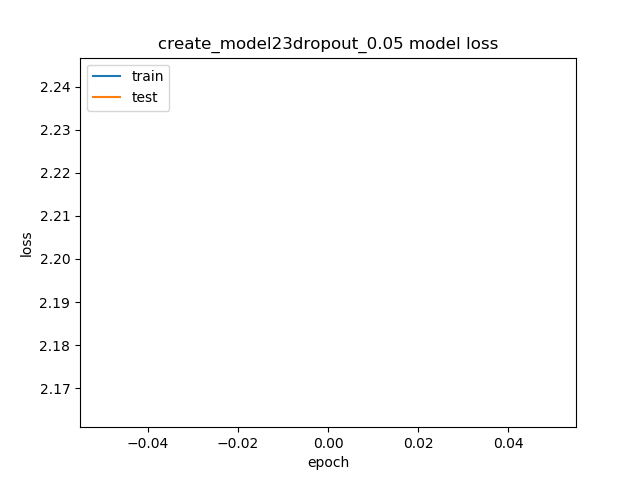 create_model23dropout_0.05 model loss
train
test
2.24
2.23
2.22
2.21
2.20
2.19
2.18
2.17
loss
−0.04 −0.02 0.00 0.02 0.04
epoch